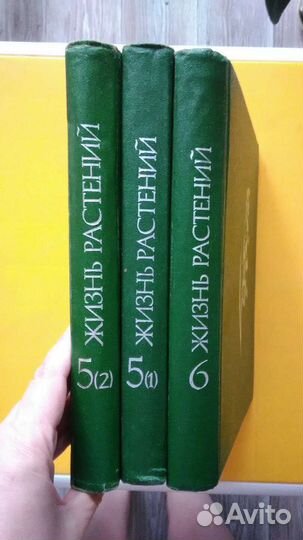 5(2) ЖИЗНЬ РАСТЕНИЙ
5(1) ЖИЗНЬ РАСТЕНИЙ
6 ЖИЗНЬ РАСТЕНИЙ
Avito